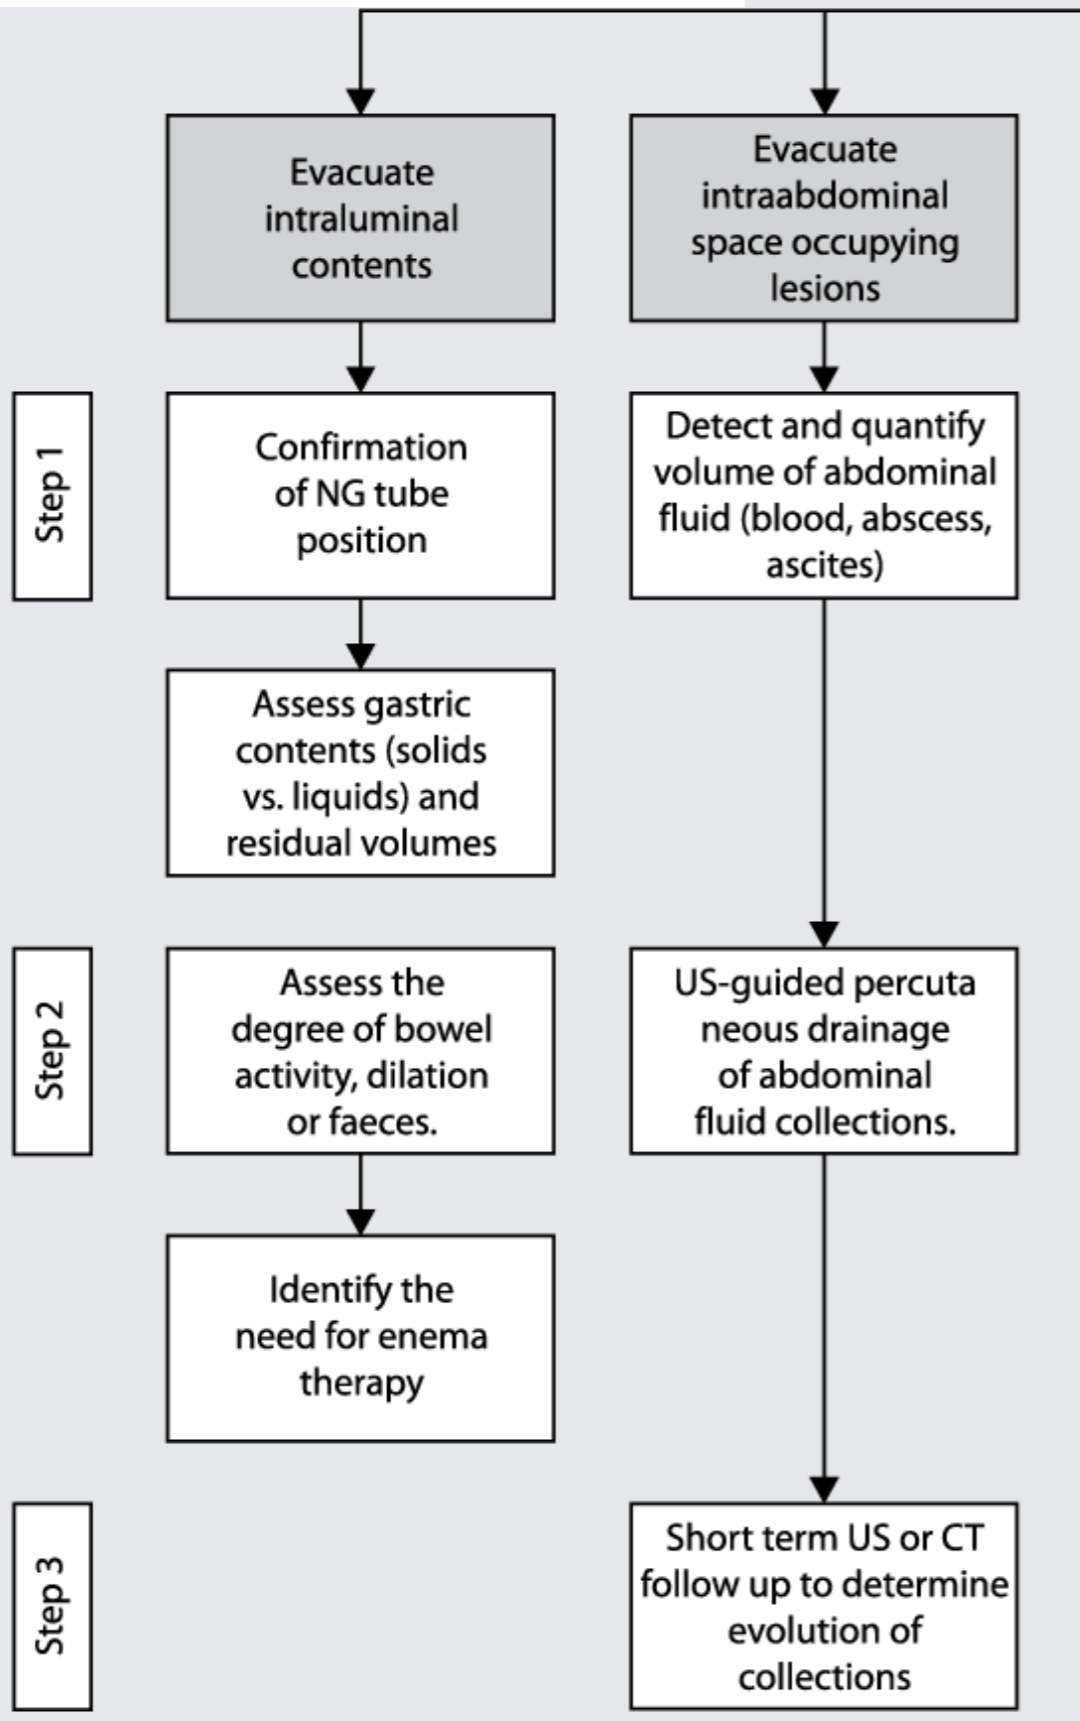 Evacuate
intraluminal
contents
Evacuate
intraabdominal
space occupying
lesions
Step 1
Confirmation
of NG tube
position
Detect and quantify
volume of abdominal
fluid (blood, abscess,
ascites)
Assess gastric
contents (solids
vs. liquids) and
residual volumes
Step 2
Assess the
degree of bowel
activity, dilation
or faeces.
US-guided percuta
neous drainage
of abdominal
fluid collections.
Identify the
need for enema
therapy
Step 3
Short term US or CT
follow up to determine
evolution of
collections